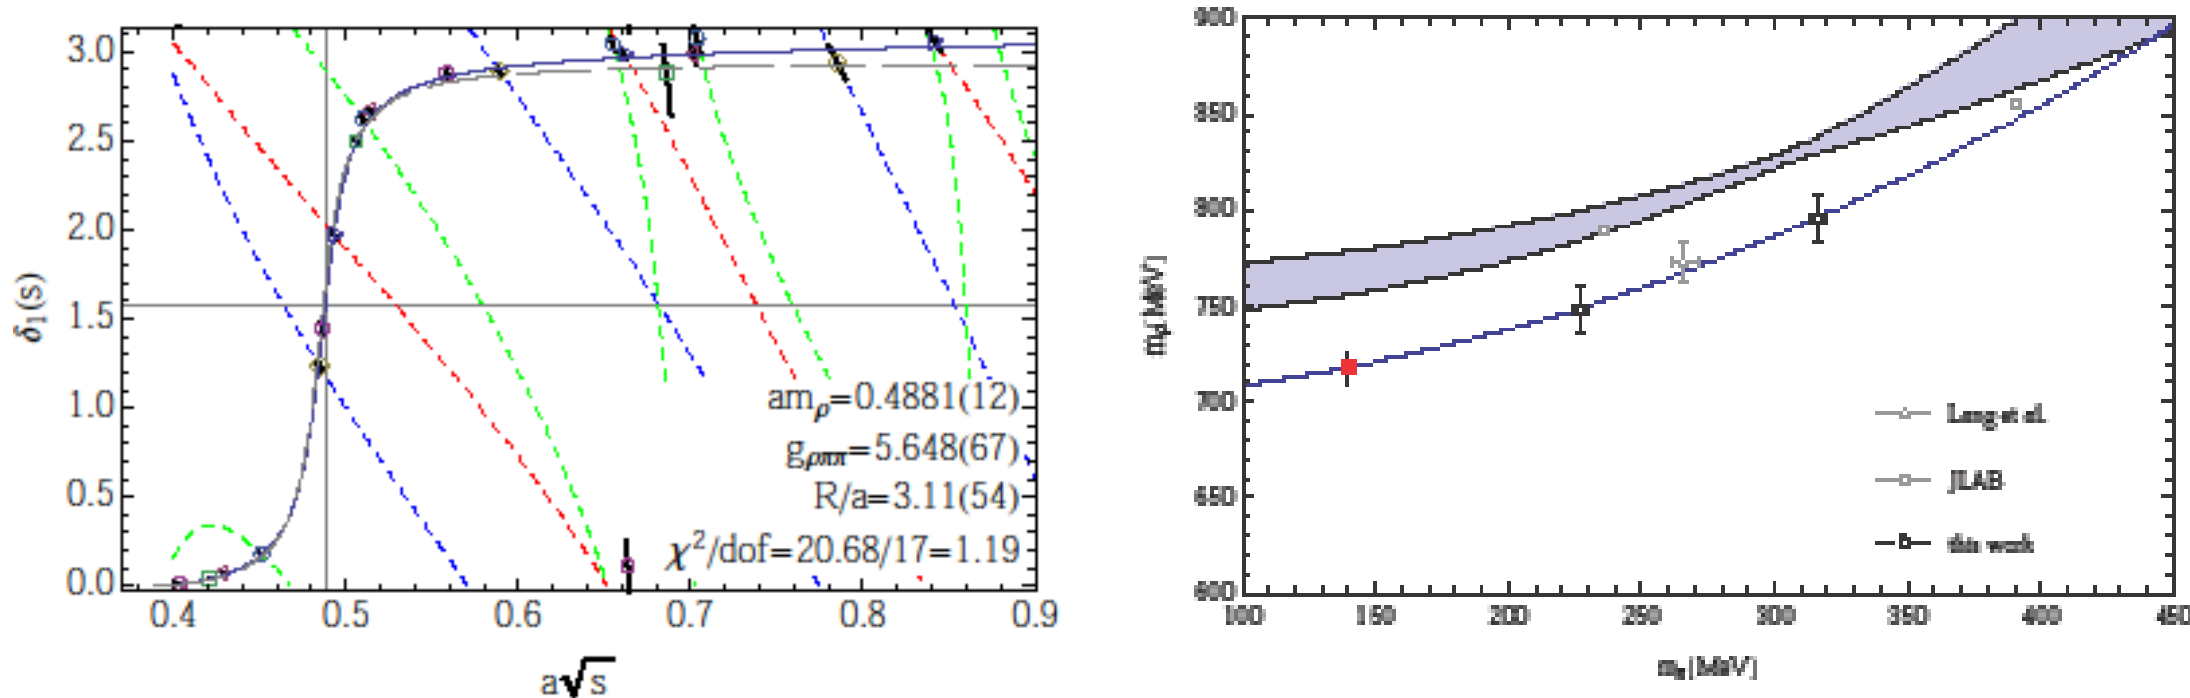 3.0
2.5
2.0
1.5
1.0
0.5
0.0
δ1(s)
amρ=0.4881(12)
gρππ=5.648(67)
R/a=3.11(54)
χ²/dof=20.68/17=1.19
0.4 0.5 0.6 0.7 0.8 0.9
a√s
900
850
800
750
700
650
600
mρ[MeV]
Lang et al.
JLAB
this work
100 150 200 250 300 350 400 450
mπ[MeV]